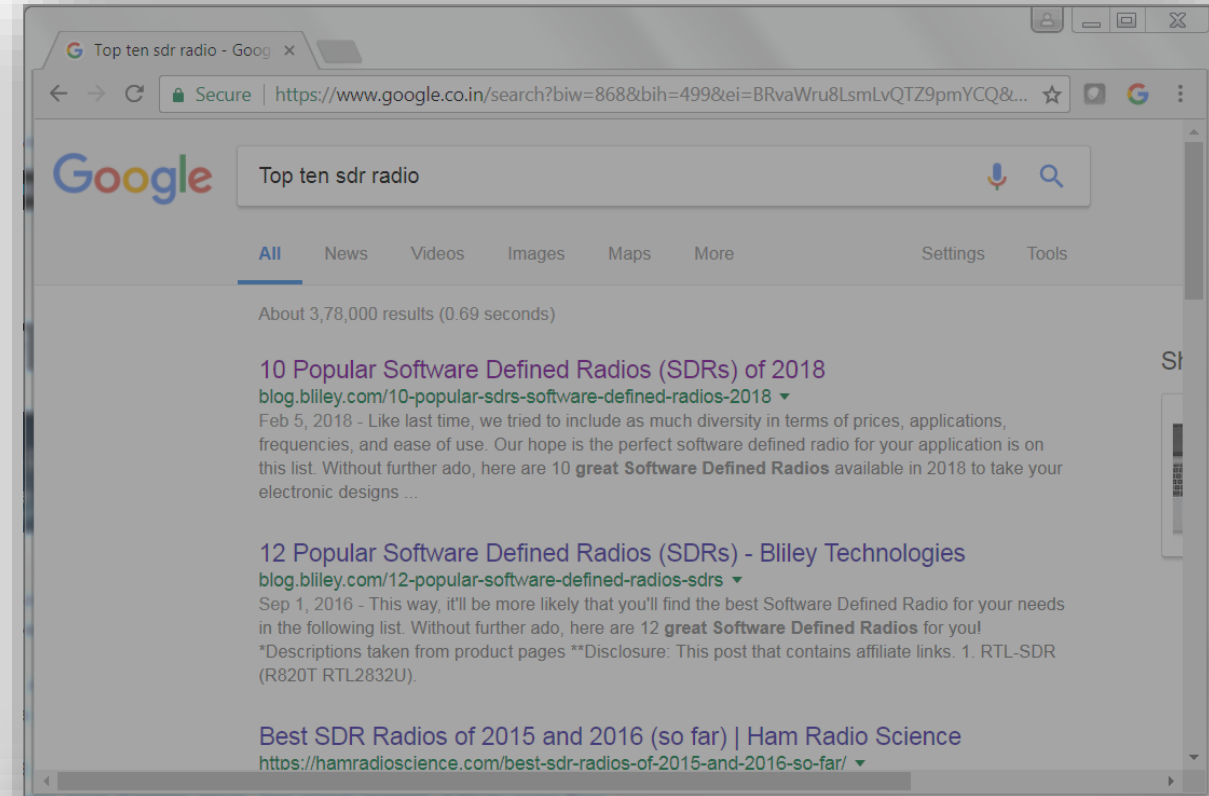 Top ten sdr radio - Goog
Secure | https://www.google.co.in/search?biw=868&bih=499&ei=BRvaWru8LsmLvQTZ9pmYCQ&...
Google Top ten sdr radio
All News Videos Images Maps More Settings Tools
About 3,78,000 results (0.69 seconds)
10 Popular Software Defined Radios (SDRs) of 2018
blog.bliley.com/10-popular-sdrs-software-defined-radios-2018
Feb 5, 2018 - Like last time, we tried to include as much diversity in terms of prices, applications,
frequencies, and ease of use. Our hope is the perfect software defined radio for your application is on
this list. Without further ado, here are 10 great Software Defined Radios available in 2018 to take your
electronic designs ...
12 Popular Software Defined Radios (SDRs) - Bliley Technologies
blog.bliley.com/12-popular-software-defined-radios-sdrs
Sep 1, 2016 - This way, it'll be more likely that you'll find the best Software Defined Radio for your needs
in the following list. Without further ado, here are 12 great Software Defined Radios for you!
*Descriptions taken from product pages **Disclosure: This post that contains affiliate links. 1. RTL-SDR
(R820T RTL2832U).
Best SDR Radios of 2015 and 2016 (so far) | Ham Radio Science
https://hamradioscience.com/best-sdr-radios-of-2015-and-2016-so-far/